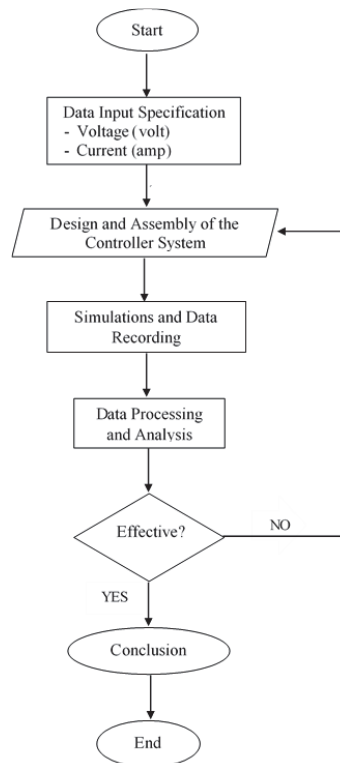 Start
Data Input Specification
- Voltage (volt)
- Current (amp)
Design and Assembly of the
Controller System
Simulations and Data
Recording
Data Processing
and Analysis
Effective?
NO
YES
Conclusion
End